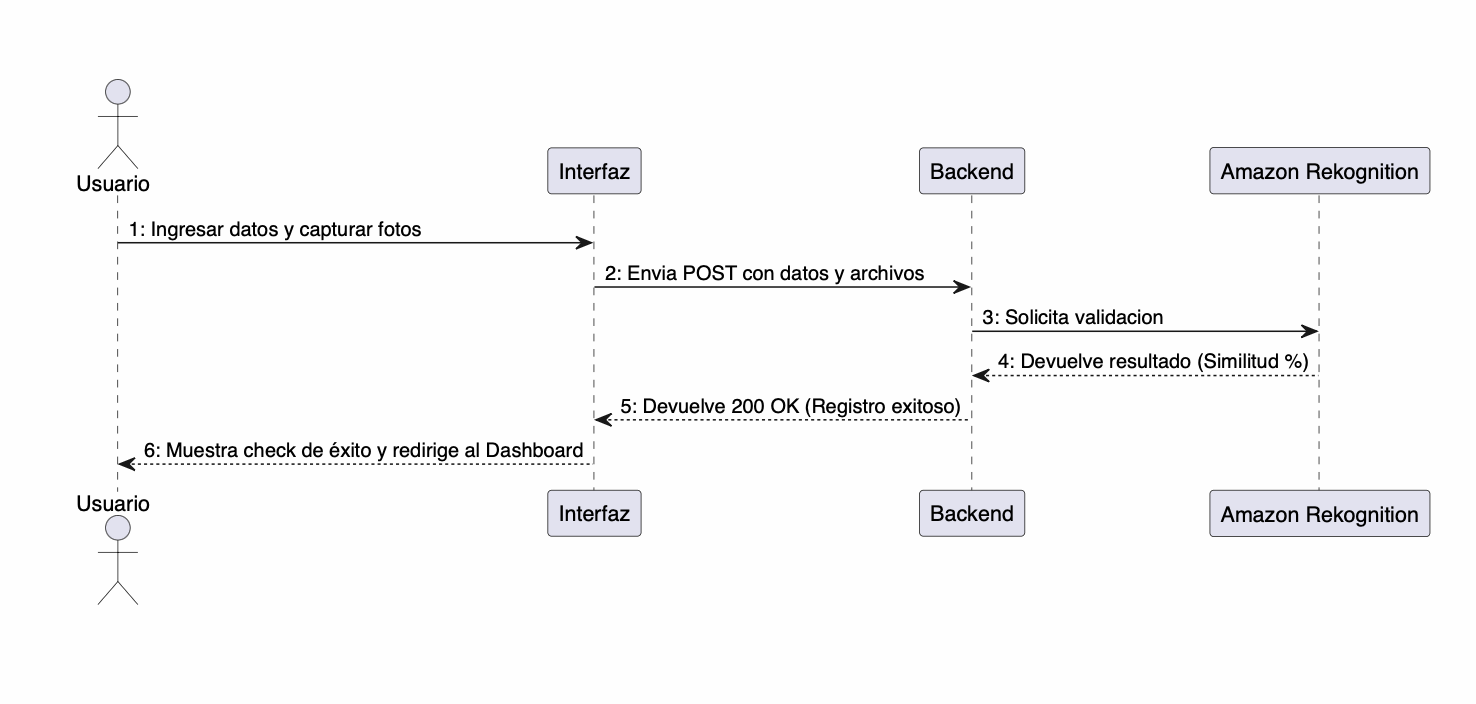 Usuario
Interfaz
Backend
Amazon Rekognition
1: Ingresar datos y capturar fotos
2: Envia POST con datos y archivos
3: Solicita validacion
4: Devuelve resultado (Similitud %)
5: Devuelve 200 OK (Registro exitoso)
6: Muestra check de éxito y redirige al Dashboard
Usuario
Interfaz
Backend
Amazon Rekognition